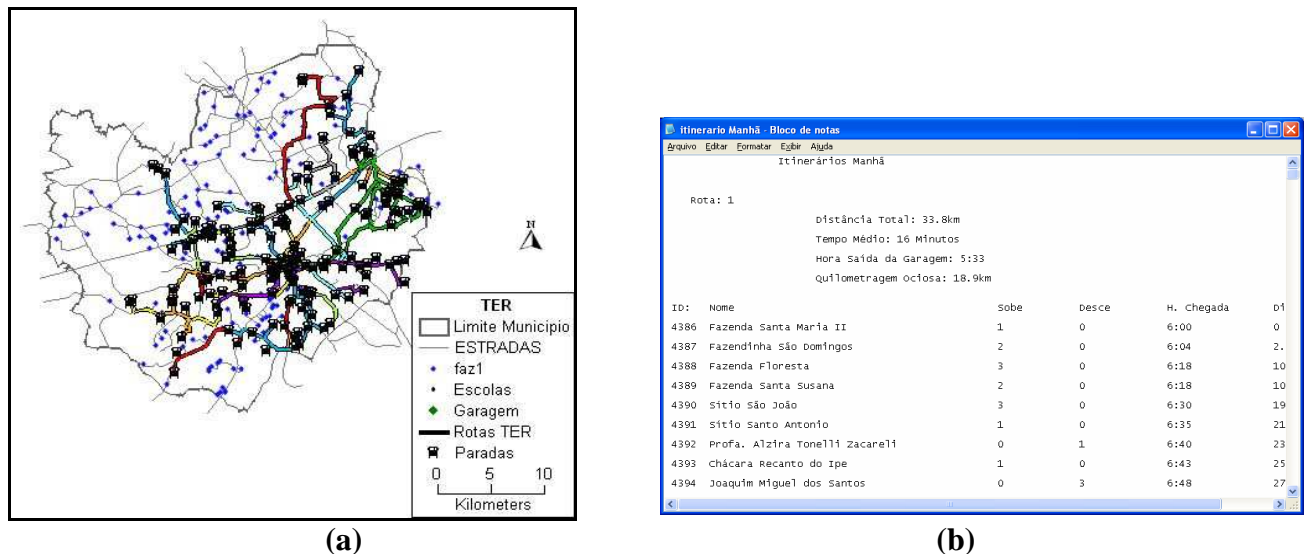 N
TER
Limite Municipio
ESTRADAS
faz1
Escolas
Garagem
Rotas TER
Paradas
0 5 10
Kilometers
(a)
itinerario Manhã - Bloco de notas
Arquivo Editar Formatar Exibir Ajuda
Itinerários Manhã
Rota: 1
Distância Total: 33.8km
Tempo Médio: 16 Minutos
Hora Saída da Garagem: 5:33
Quilometragem Ociosa: 18.9km
ID: Nome Sobe Desce H. Chegada Di
4386 Fazenda Santa Maria II 1 0 6:00 0
4387 Fazendinha São Domingos 2 0 6:04 2.
4388 Fazenda Floresta 3 0 6:18 10
4389 Fazenda Santa Susana 2 0 6:18 10
4390 Sítio São João 3 0 6:30 19
4391 Sítio Santo Antonio 1 0 6:35 21
4392 Profa. Alzira Tonelli Zacareli 0 1 6:40 23
4393 Chácara Recanto do Ipe 1 0 6:43 25
4394 Joaquim Miguel dos Santos 0 3 6:48 27
(b)